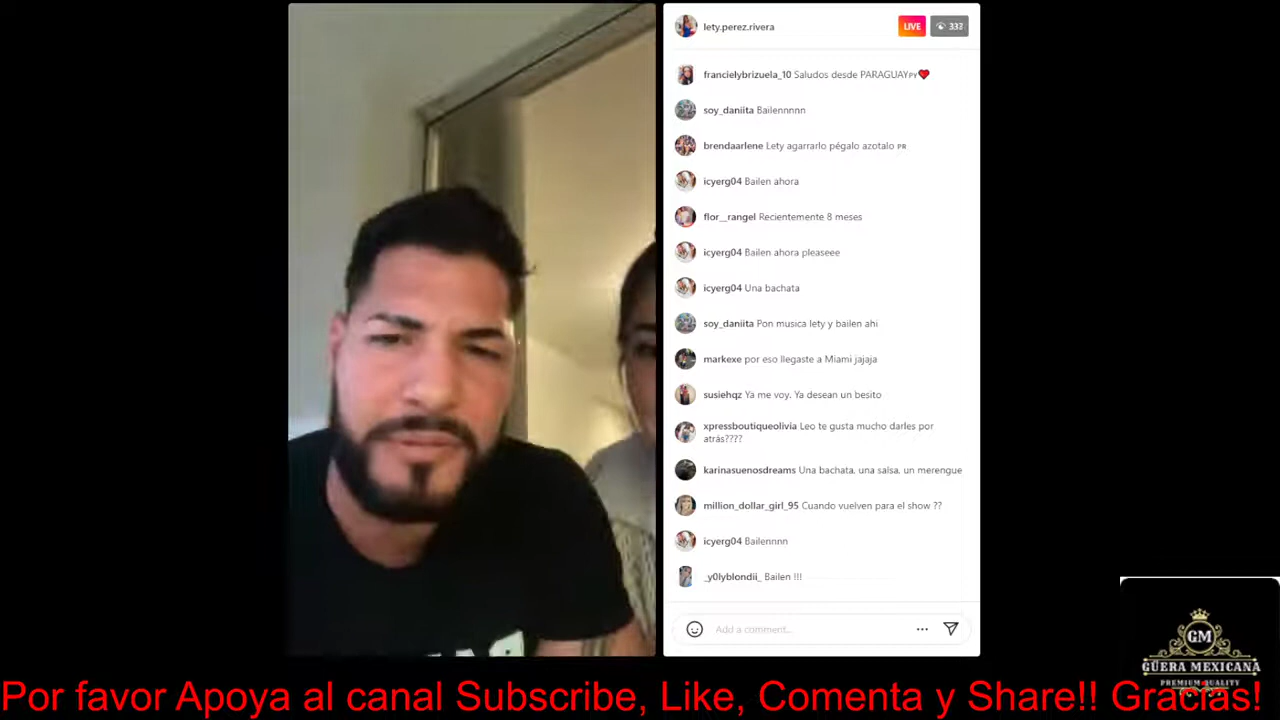 lety.perez.rivera
LIVE 333
francielybrizuela_10 Saludos desde PARAGUAY🇵🇾❤️
soy_daniita Bailennnnn
brendaarlene Lety agarrarlo pégalo azotalo 🇵🇷
icyerg04 Bailen ahora
flor__rangel Recientemente 8 meses
icyerg04 Bailen ahora pleaseee
icyerg04 Una bachata
soy_daniita Pon musica lety y bailen ahi
markexe por eso llegaste a Miami jajaja
susiehqz Ya me voy. Ya desean un besito
xpressboutiqueolivia Leo te gusta mucho darles por
atrás????
karinasuenosdreams Una bachata. una salsa. un merengue
million_dollar_girl_95 Cuando vuelven para el show ??
icyerg04 Bailennnn
_y0lyblondii_ Bailen !!!
Add a comment...
GM
GÜERA MEXICANA
PREMIUM QUALITY
Por favor Apoya al canal Subscribe, Like, Comenta y Share!! Gracias!